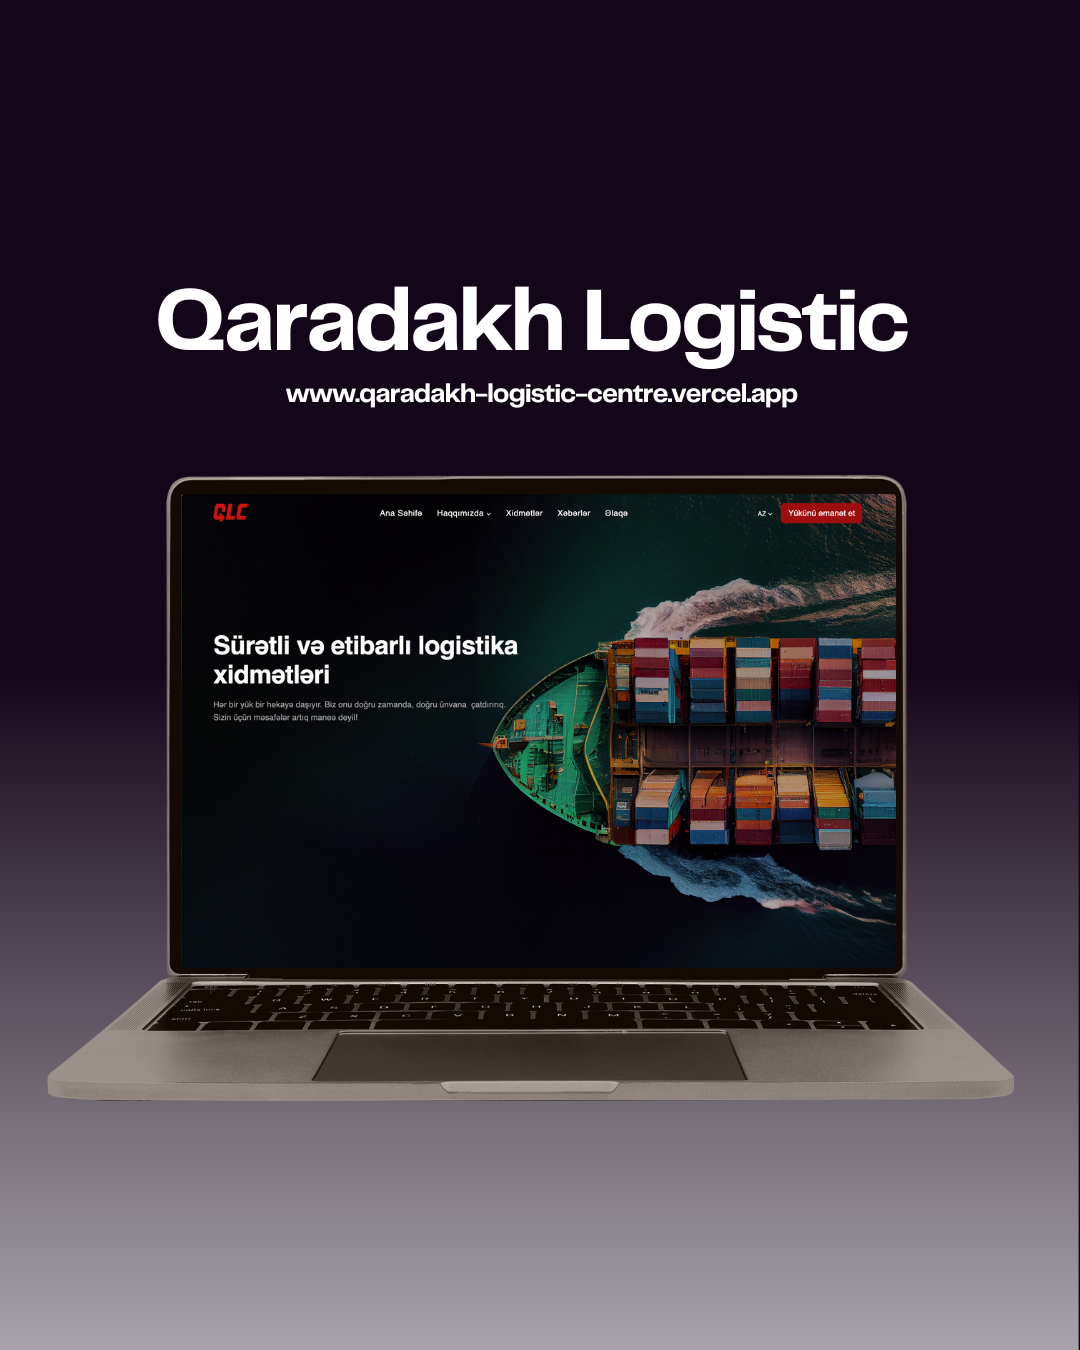 Qaradakh Logistic
www.qaradakh-logistic-centre.vercel.app
QLC
Ana Səhifə Haqqımızda Xidmətlər Xəbərlər Əlaqə AZ Yükünü əmanət et
Sürətli və etibarlı logistika
xidmətləri
Hər bir yük bir hekayə daşıyır. Biz onu doğru zamanda, doğru ünvana çatdırırıq.
Sizin üçün məsafələr artıq maneə deyil!